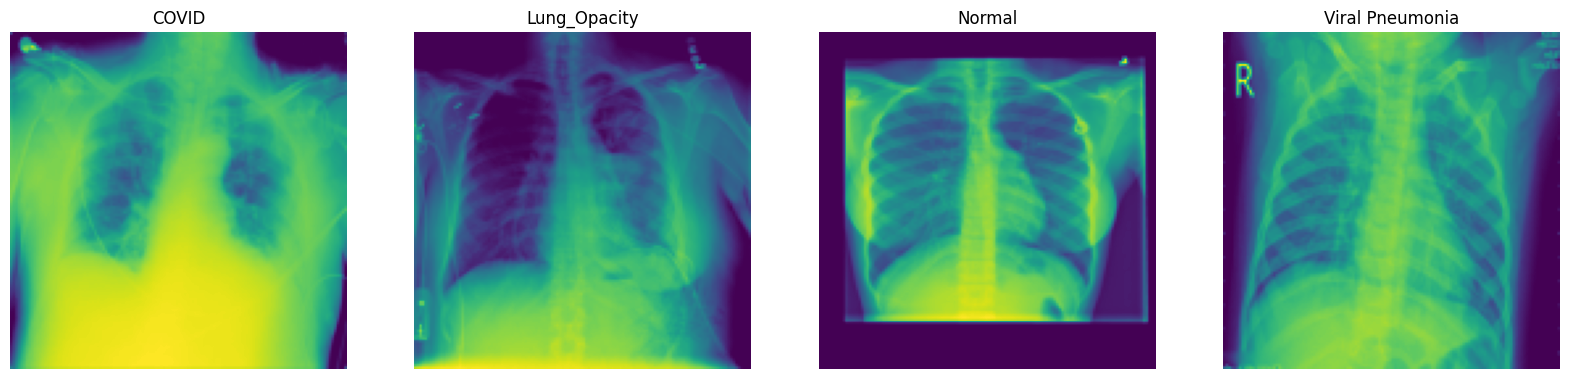 COVID
Lung_Opacity
Normal
Viral Pneumonia
R